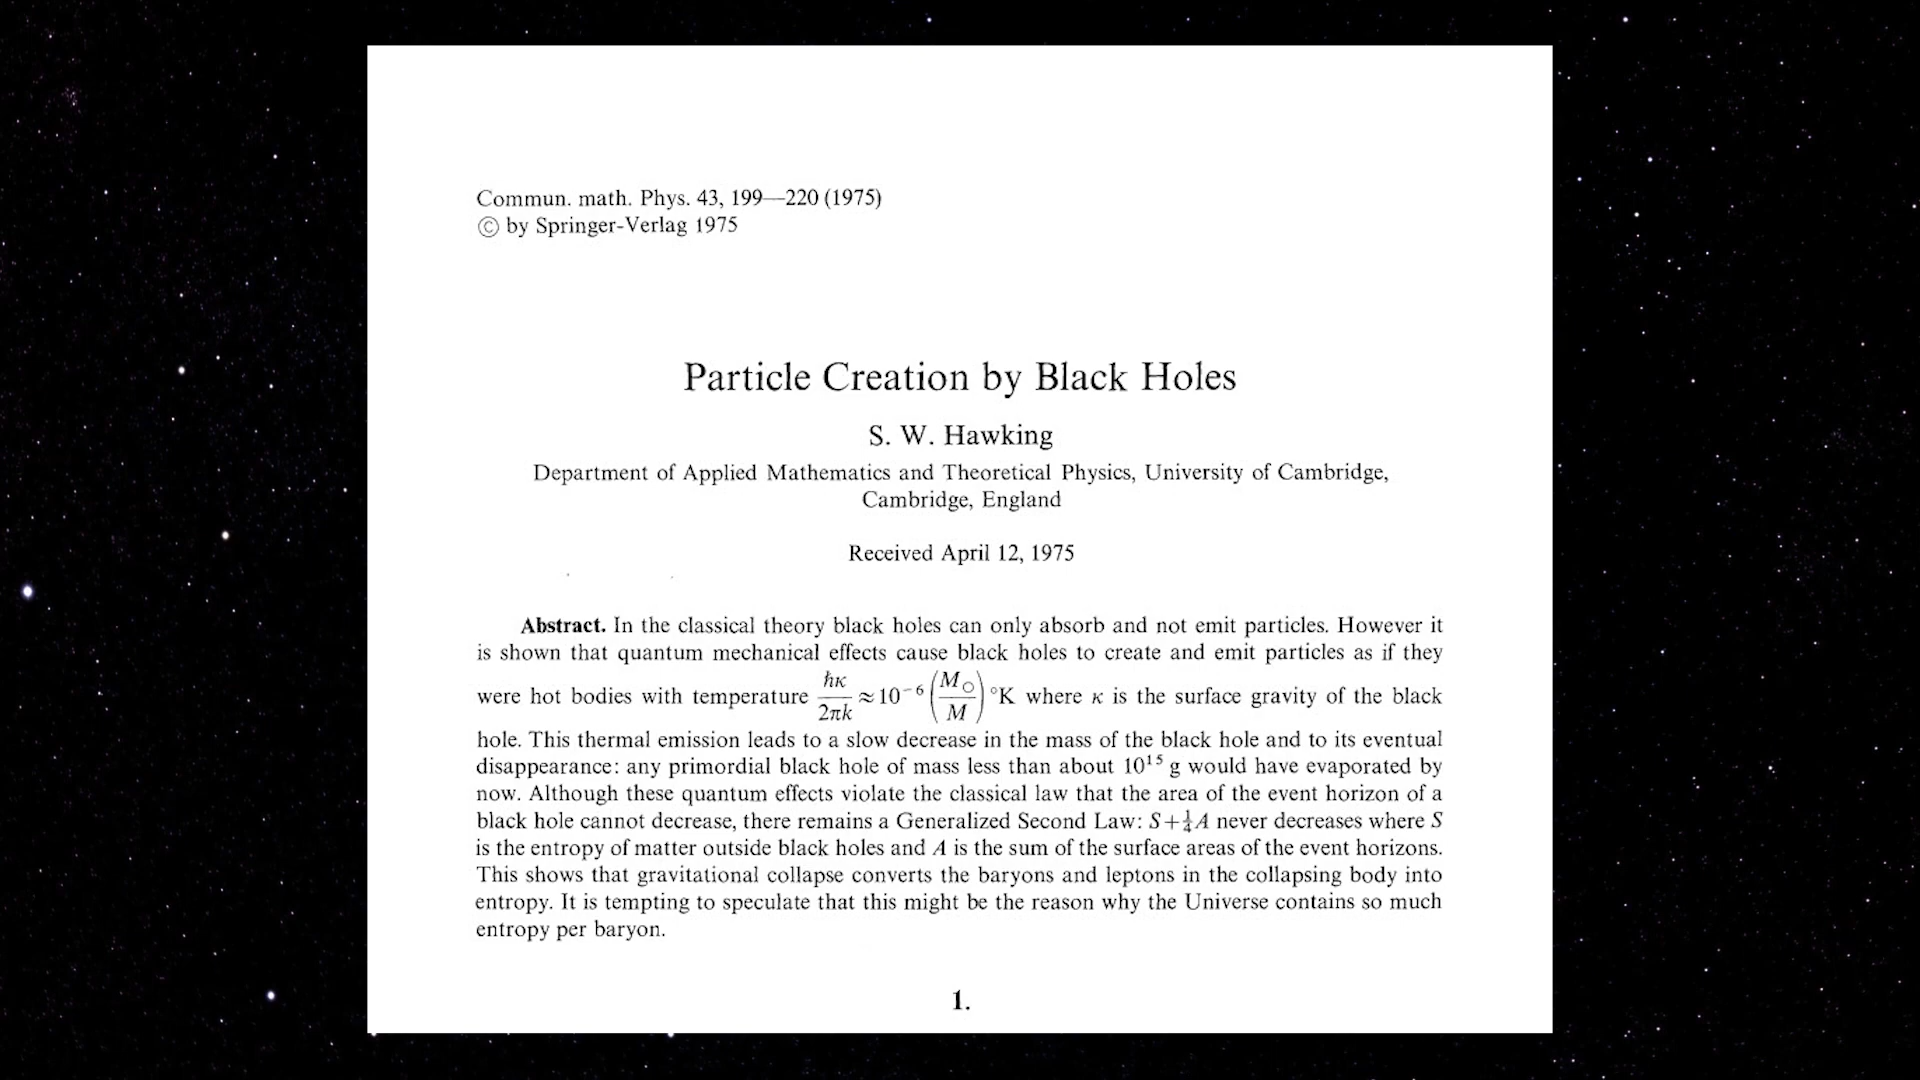 Commun. math. Phys. 43, 199—220 (1975)
© by Springer-Verlag 1975
Particle Creation by Black Holes
S. W. Hawking
Department of Applied Mathematics and Theoretical Physics, University of Cambridge,
Cambridge, England
Received April 12, 1975
Abstract. In the classical theory black holes can only absorb and not emit particles. However it
is shown that quantum mechanical effects cause black holes to create and emit particles as if they
were hot bodies with temperature ħκ/2πk ≈ 10⁻⁶ (M☉/M) °K where κ is the surface gravity of the black
hole. This thermal emission leads to a slow decrease in the mass of the black hole and to its eventual
disappearance: any primordial black hole of mass less than about 10¹⁵ g would have evaporated by
now. Although these quantum effects violate the classical law that the area of the event horizon of a
black hole cannot decrease, there remains a Generalized Second Law: S+¼A never decreases where S
is the entropy of matter outside black holes and A is the sum of the surface areas of the event horizons.
This shows that gravitational collapse converts the baryons and leptons in the collapsing body into
entropy. It is tempting to speculate that this might be the reason why the Universe contains so much
entropy per baryon.
1.